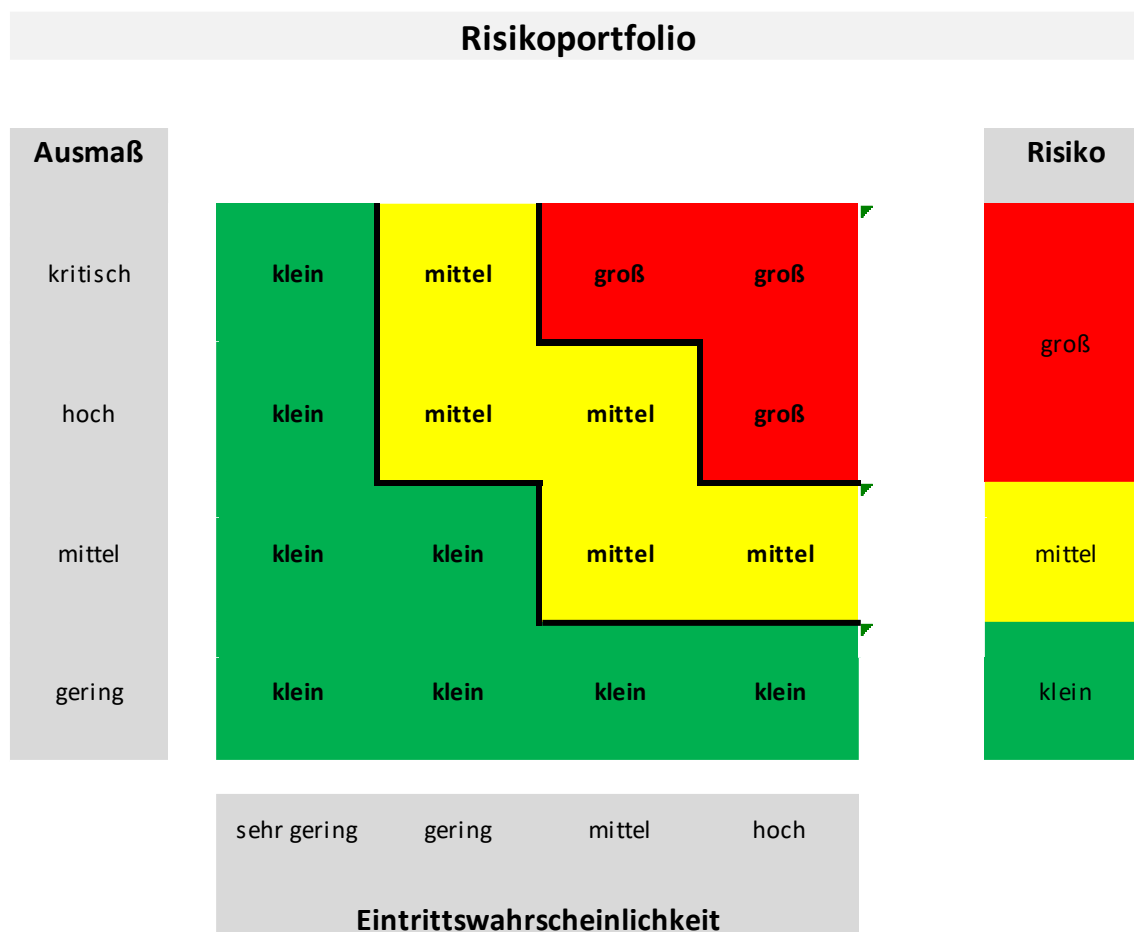 Risikoportfolio
Ausmaß Risiko
kritisch klein mittel groß groß
groß
hoch klein mittel mittel groß
mittel klein klein mittel mittel mittel
gering klein klein klein klein klein
sehr gering gering mittel hoch
Eintrittswahrscheinlichkeit